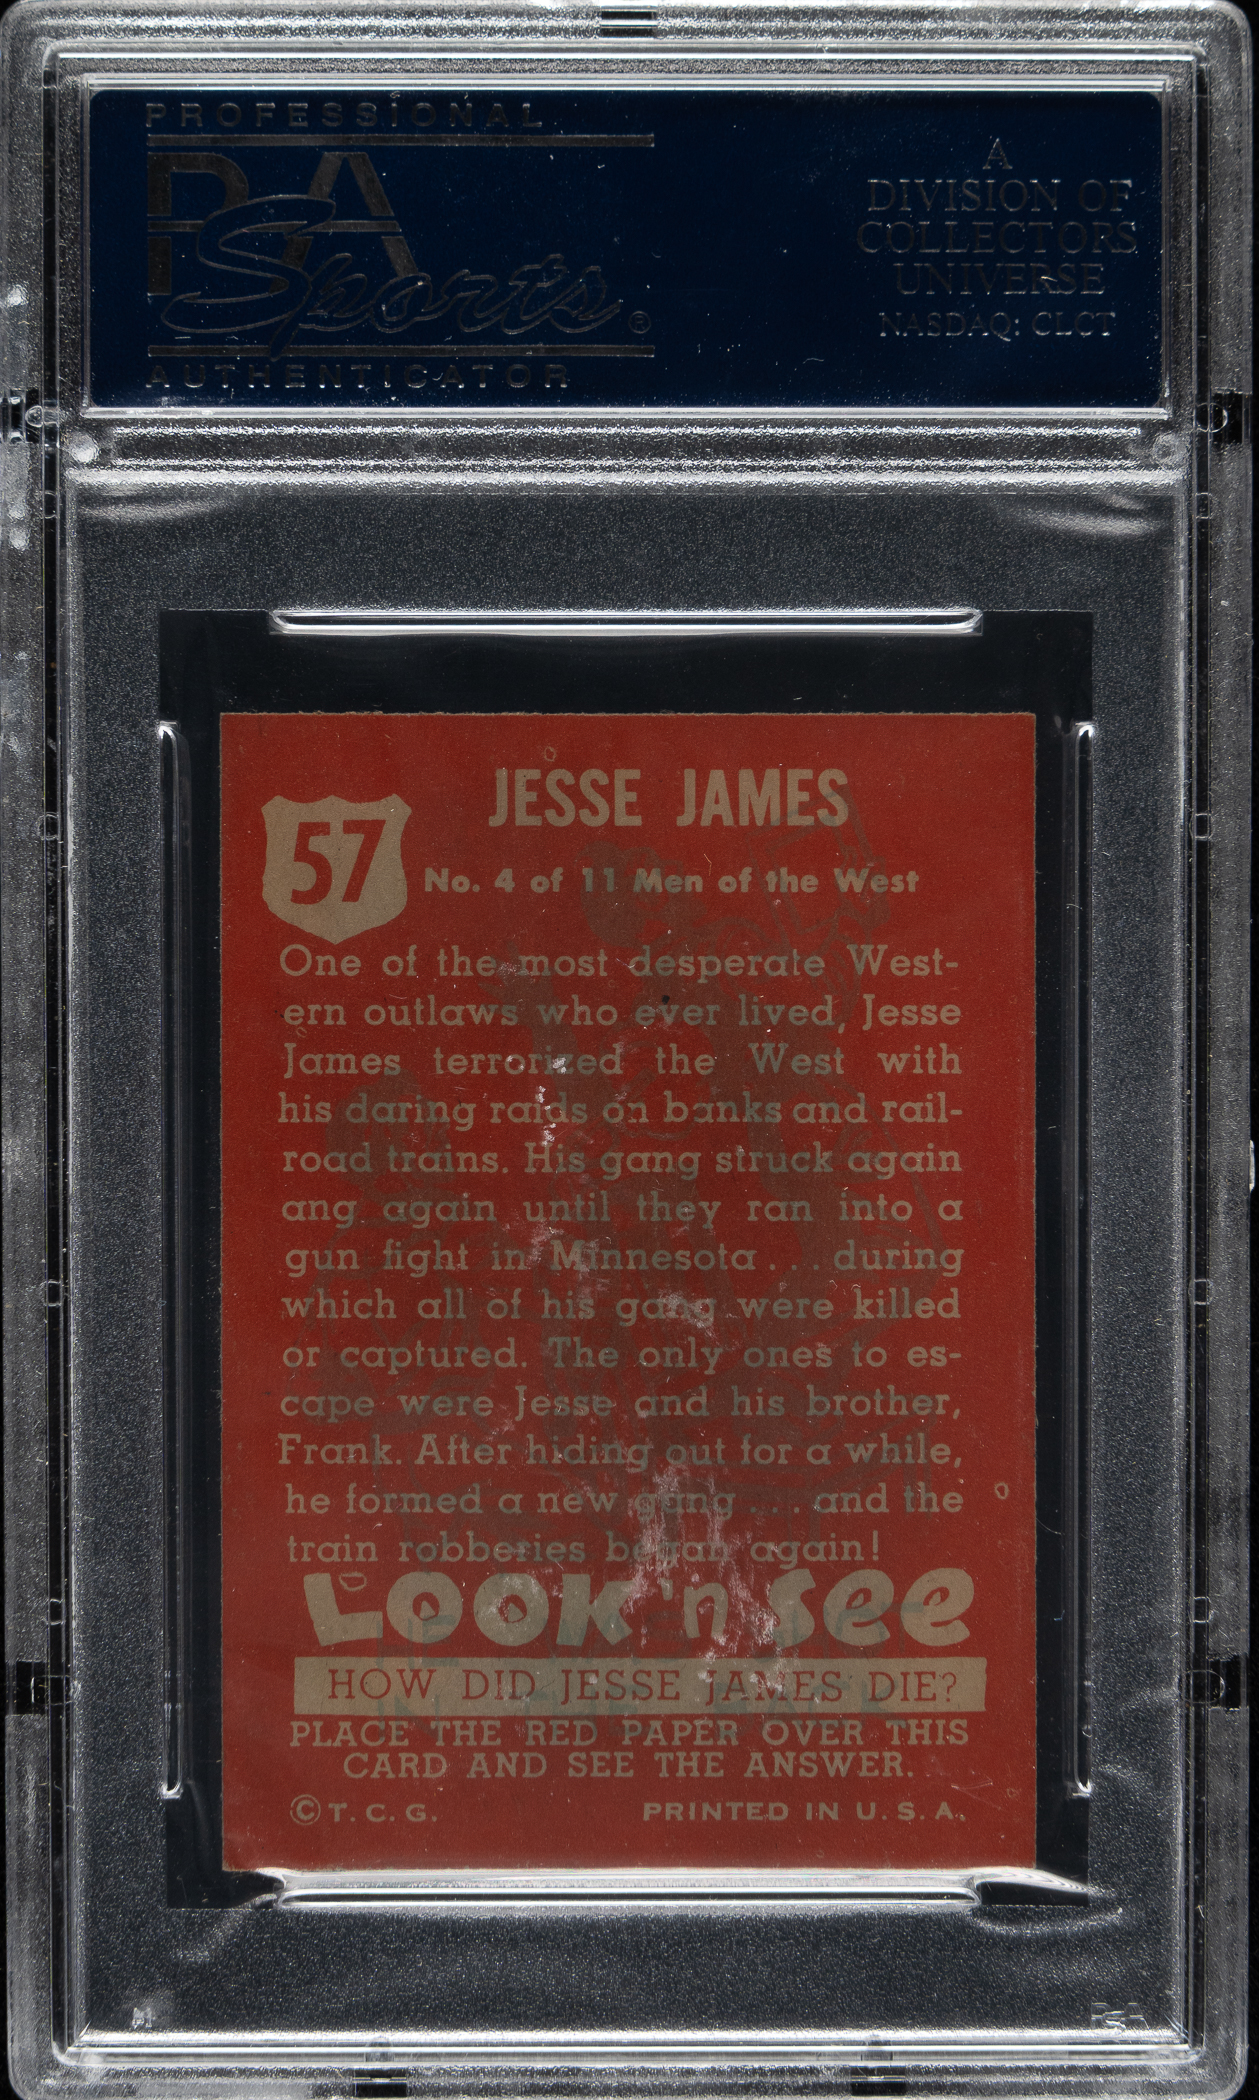 PROFESSIONAL
PSA
Sports®
AUTHENTICATOR
A
DIVISION OF
COLLECTORS
UNIVERSE
NASDAQ: CLCT
JESSE JAMES
57
No. 4 of 11 Men of the West
One of the most desperate West-
ern outlaws who ever lived, Jesse
James terrorized the West with
his daring raids on banks and rail-
road trains. His gang struck again
ang again until they ran into a
gun fight in Minnesota . . . during
which all of his gang were killed
or captured. The only ones to es-
cape were Jesse and his brother,
Frank. After hiding out for a while,
he formed a new gang . . . and the
train robberies began again!
LOOK 'n See
HOW DID JESSE JAMES DIE?
PLACE THE RED PAPER OVER THIS
CARD AND SEE THE ANSWER.
© T. C. G.
PRINTED IN U. S. A.
PSA